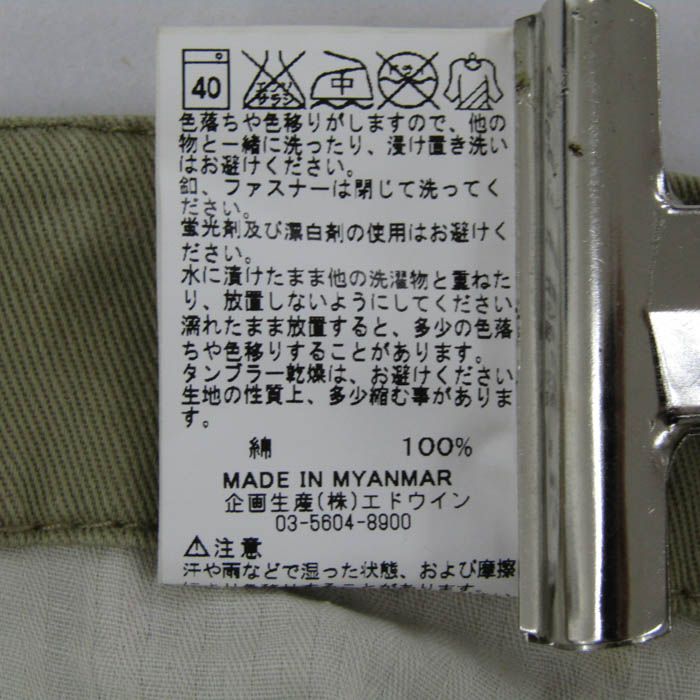 40 エンソ サラシ 中 ドライ
色落ちや色移りがしますので、他の
物と一緒に洗ったり、浸け置き洗い
はお避けください。
釦、ファスナーは閉じて洗ってく
ださい。
蛍光剤及び漂白剤の使用はお避けく
ださい。
水に漬けたまま他の洗濯物と重ねた
り、放置しないようにしてください
濡れたまま放置すると、多少の色落
ちや色移りすることがあります。
タンブラー乾燥は、お避けください
生地の性質上、多少縮む事がありま
す。
綿 100%
MADE IN MYANMAR
企画生産(株)エドウイン
03-5604-8900
⚠注意
汗や雨などで湿った状態、および摩擦